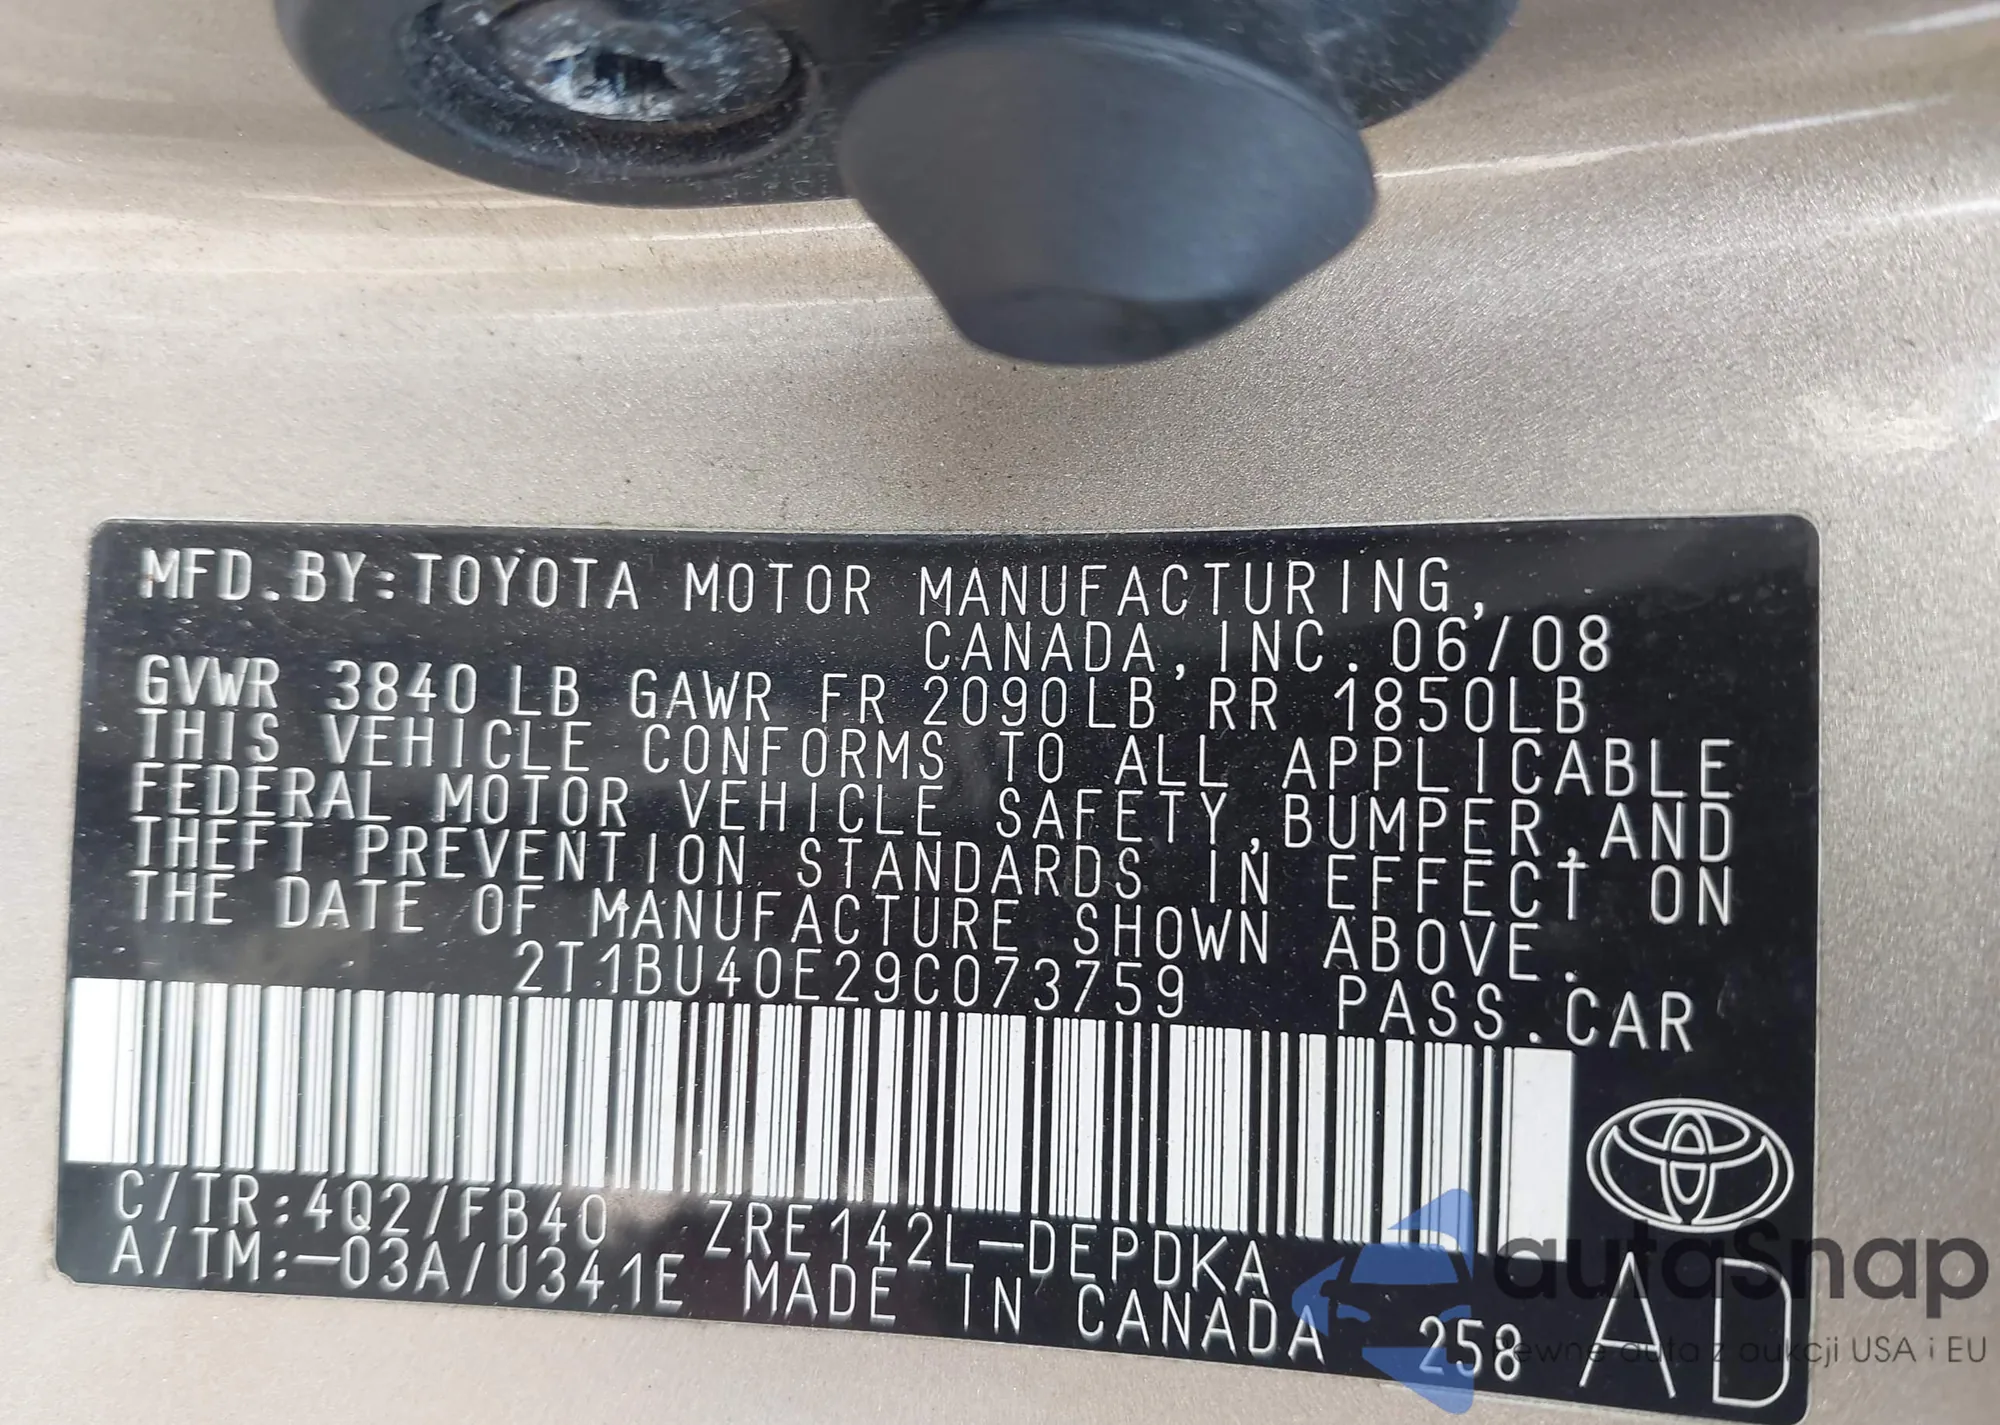 MFD.BY:TOYOTA MOTOR MANUFACTURING,
CANADA,INC. 06/08
GVWR 3840 LB GAWR FR 2090LB RR 1850LB
THIS VEHICLE CONFORMS TO ALL APPLICABLE
FEDERAL MOTOR VEHICLE SAFETY,BUMPER,AND
THEFT PREVENTION STANDARDS IN EFFECT ON
THE DATE OF MANUFACTURE SHOWN ABOVE.
2T1BU40E29C073759 PASS.CAR
C/TR:4Q2/FB40 ZRE142L-DEPDKA
A/TM:-03A/U341E MADE IN CANADA 258 AD
autaSnap
Pewne auta z aukcji USA i EU